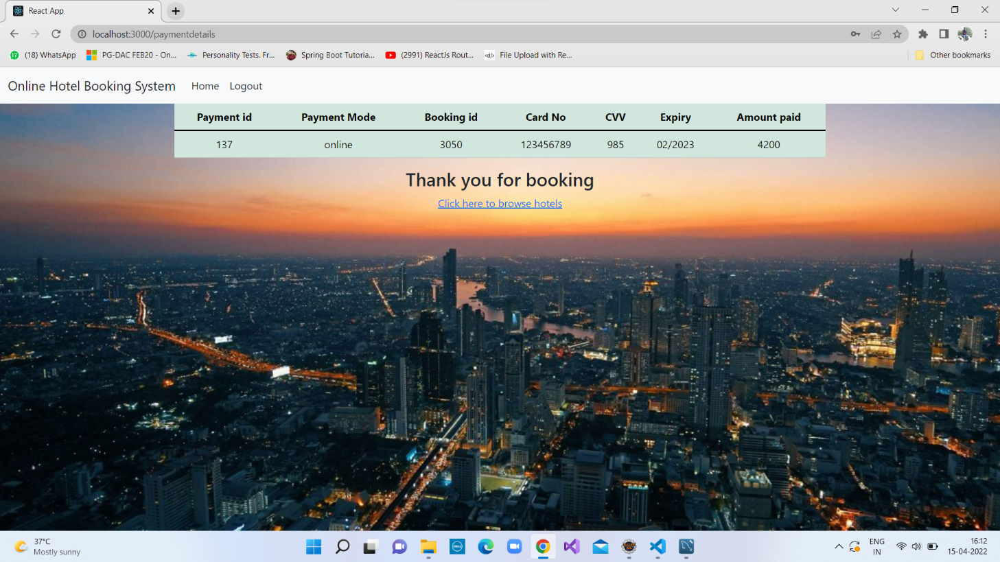 React App
localhost:3000/paymentdetails
(18) WhatsApp PG-DAC FEB20 - On... Personality Tests. Fr... Spring Boot Tutoria... (2991) ReactJs Rout... </> File Upload with Re... Other bookmarks
Online Hotel Booking System Home Logout
Payment id Payment Mode Booking id Card No CVV Expiry Amount paid
137 online 3050 123456789 985 02/2023 4200
Thank you for booking
Click here to browse hotels
37°C
Mostly sunny
DELL
ENG
IN
16:12
15-04-2022